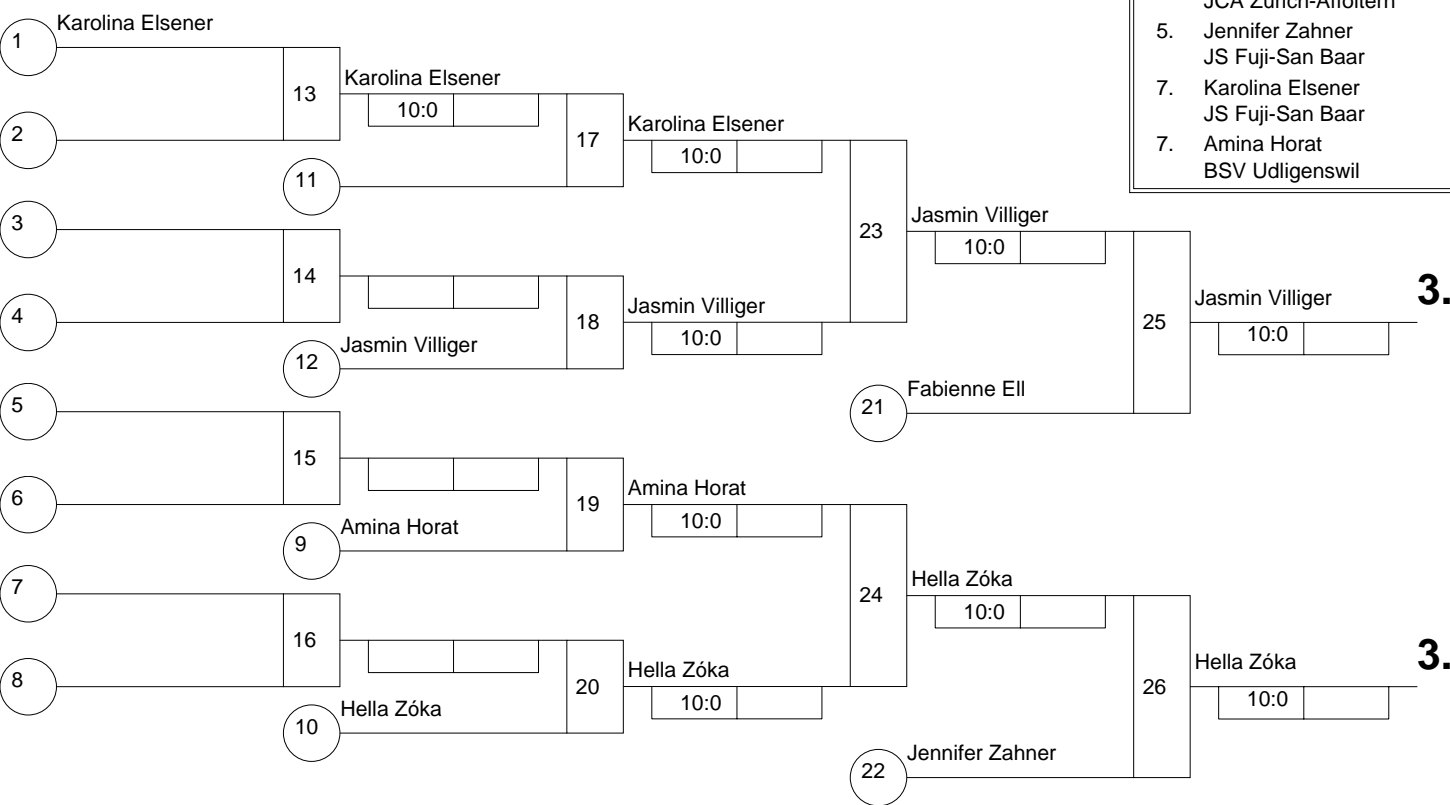 JCA Zürich-Affoltern
5. Jennifer Zahner
JS Fuji-San Baar
7. Karolina Elsener
JS Fuji-San Baar
7. Amina Horat
BSV Udligenswil
1 Karolina Elsener
2
13 Karolina Elsener
10:0
11
17 Karolina Elsener
10:0
3
4
14
12 Jasmin Villiger
18 Jasmin Villiger
10:0
23 Jasmin Villiger
10:0
21 Fabienne Ell
25 Jasmin Villiger 3.
10:0
5
6
15
9 Amina Horat
19 Amina Horat
10:0
7
8
16
10 Hella Zóka
20 Hella Zóka
10:0
24 Hella Zóka
10:0
22 Jennifer Zahner
26 Hella Zóka 3.
10:0